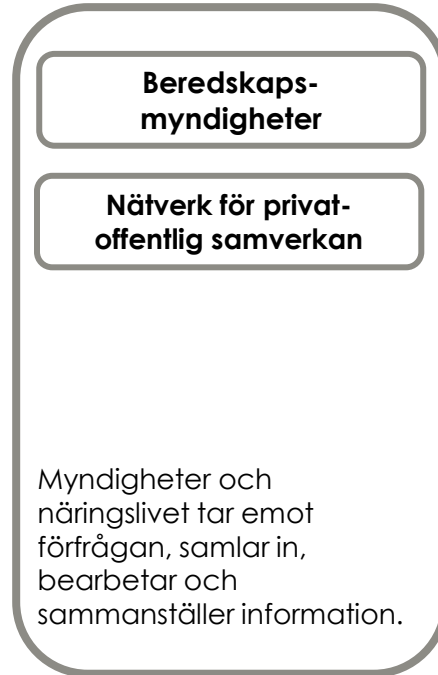 Beredskaps-
myndigheter
Nätverk för privat-
offentlig samverkan
Myndigheter och
näringslivet tar emot
förfrågan, samlar in,
bearbetar och
sammanställer information.